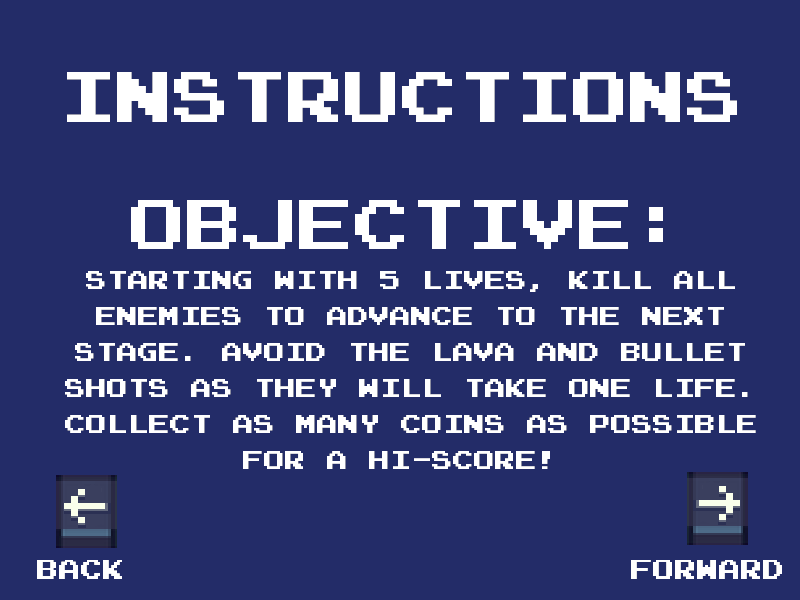 INSTRUCTIONS
OBJECTIVE:
STARTING WITH 5 LIVES, KILL ALL
ENEMIES TO ADVANCE TO THE NEXT
STAGE. AVOID THE LAVA AND BULLET
SHOTS AS THEY WILL TAKE ONE LIFE.
COLLECT AS MANY COINS AS POSSIBLE
FOR A HI-SCORE!
BACK
FORWARD